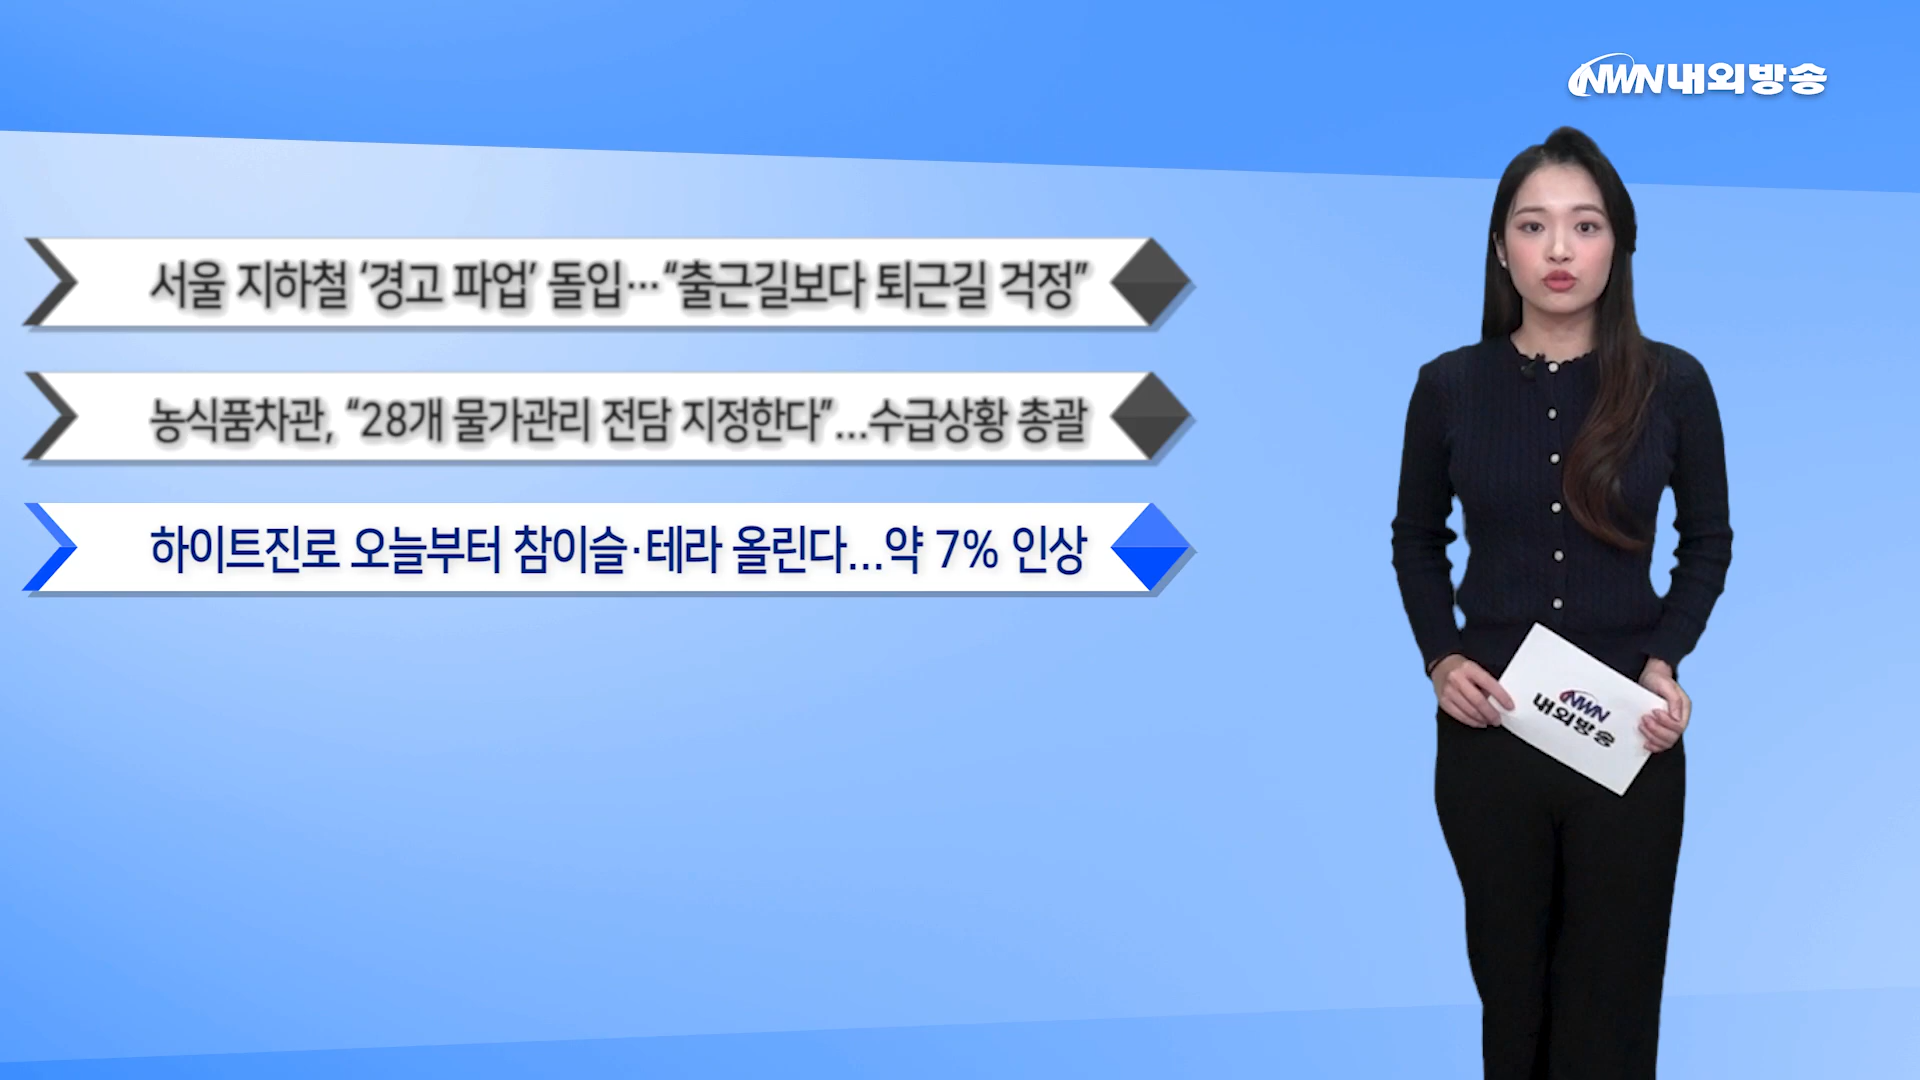 NWN내외방송
서울 지하철 ‘경고 파업’ 돌입…“출근길보다 퇴근길 걱정”
농식품차관, “28개 물가관리 전담 지정한다”...수급상황 총괄
하이트진로 오늘부터 참이슬·테라 올린다...약 7% 인상
NWN
내외방송